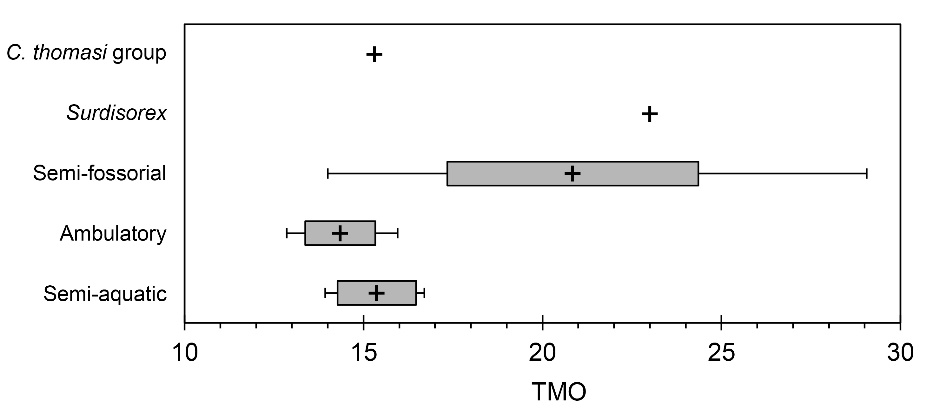 C. thomasi group
Surdisorex
Semi-fossorial
Ambulatory
Semi-aquatic
10 15 20 25 30
TMO